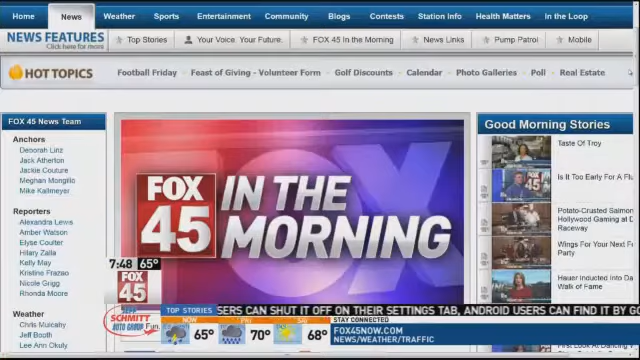 Home News Weather Sports Entertainment Community Blogs Contests Station Info Health Matters In the Loop
NEWS FEATURES
Click here for more
Top Stories Your Voice. Your Future. FOX 45 In the Morning News Links Pump Patrol Mobile
HOT TOPICS Football Friday Feast of Giving - Volunteer Form Golf Discounts Calendar Photo Galleries Poll Real Estate
FOX 45 News Team
Anchors
Deborah Linz
Jack Atherton
Jackie Couture
Meghan Mongillo
Mike Kallmeyer
Reporters
Alexandra Lewis
Amber Watson
Elyse Coulter
Hilary Zalla
Kelly May
Kristine Frazao
Nicole Grigg
Rhonda Moore
Weather
Chris Mulcahy
Jeff Booth
Lee Ann Okuly
FOX
45
IN THE
MORNING
Good Morning Stories
Taste Of Troy
Is It Too Early For A Flu
Potato-Crusted Salmon
Hollywood Gaming at D
Raceway
Wings For Your Next F
Party
Hauer Inducted Into Da
Walk of Fame
7:48 65°
FOX
45
TOP STORIES
SERS CAN SHUT IT OFF ON THEIR SETTINGS TAB, ANDROID USERS CAN FIND IT BY GO
SCHMITT
AUTO GROUP
Fun.
NOW FRI SAT
65° 70° 68°
STAY CONNECTED
FOX45NOW.COM
NEWS/WEATHER/TRAFFIC